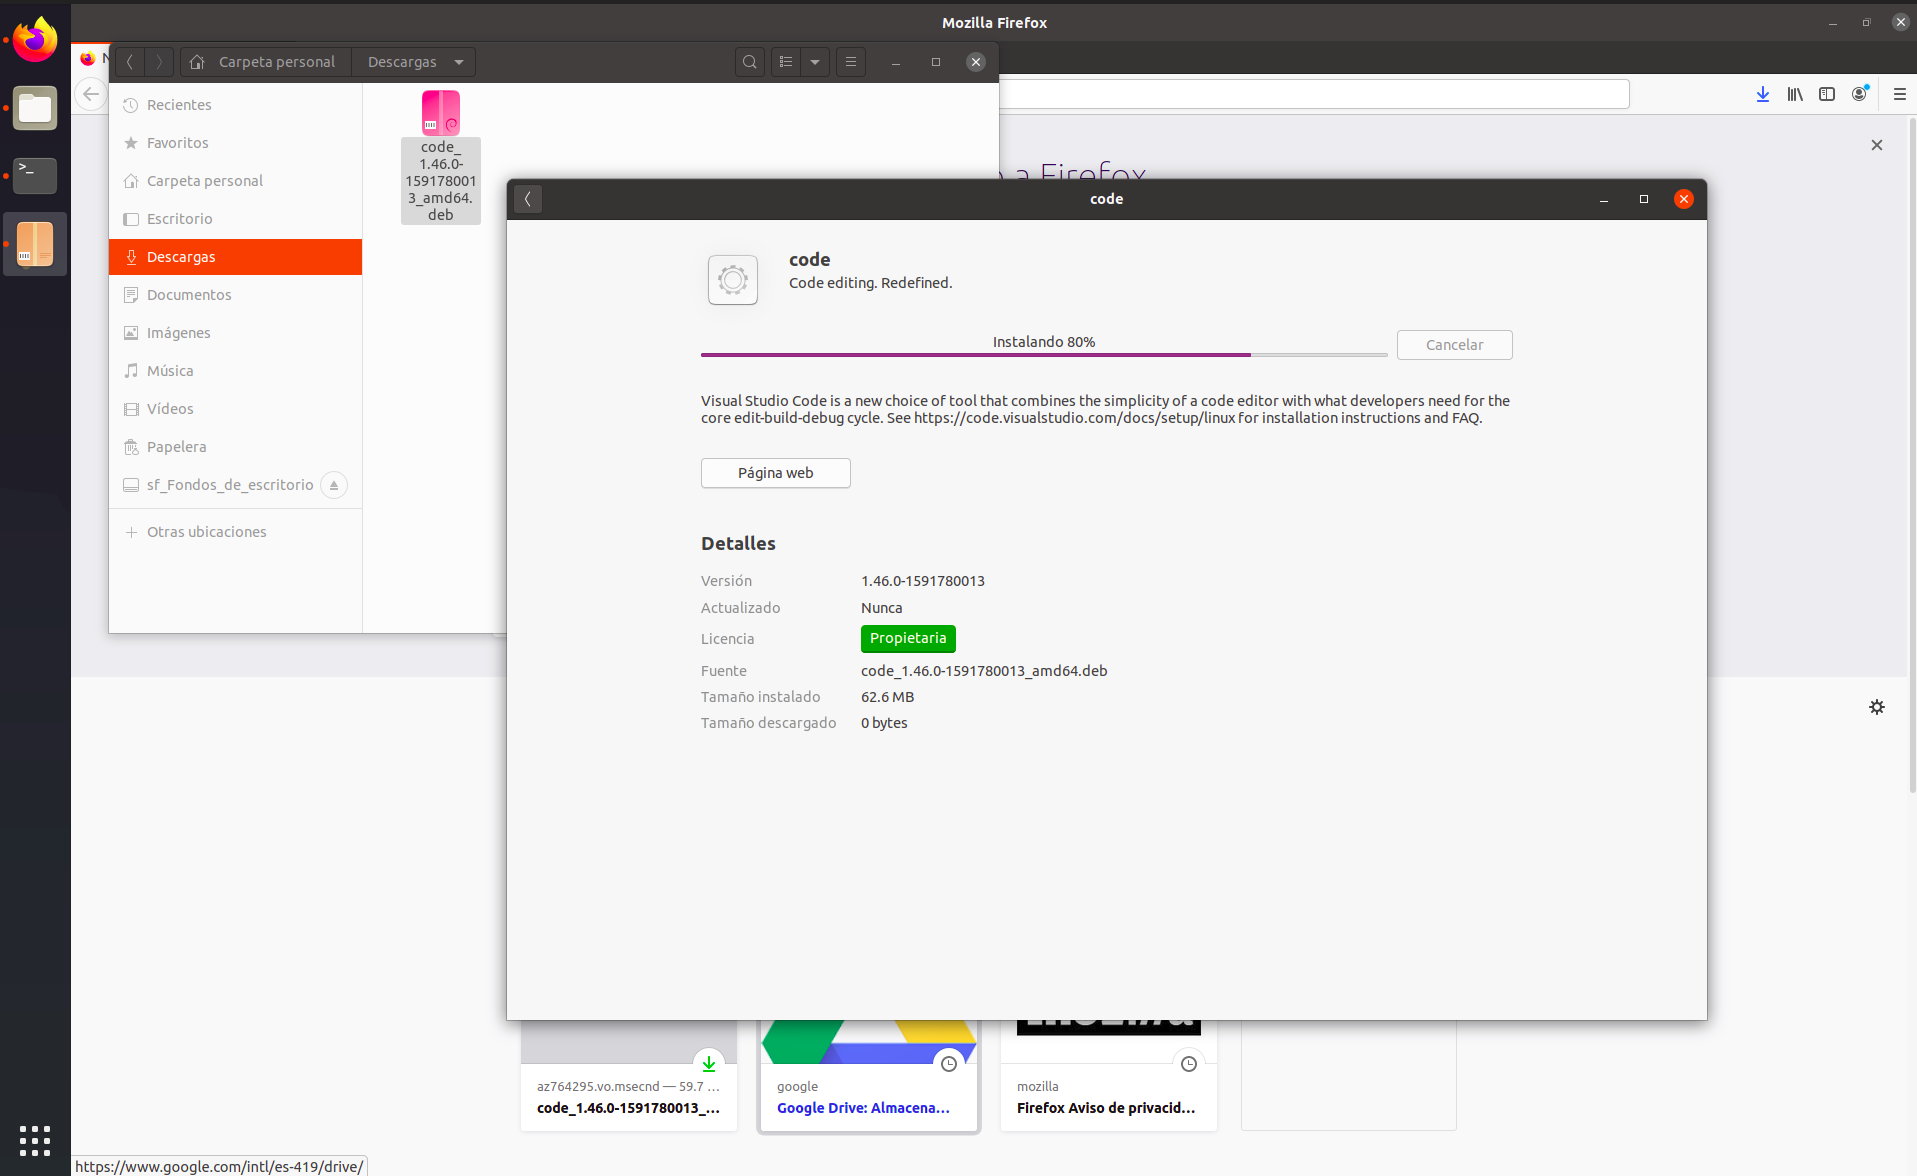 Mozilla Firefox
N
Carpeta personal
Descargas
Recientes
Favoritos
Carpeta personal
Escritorio
Descargas
Documentos
Imágenes
Música
Vídeos
Papelera
sf_Fondos_de_escritorio
Otras ubicaciones
code_
1.46.0-
159178001
3_amd64.
deb
a Firefox
code
code
Code editing. Redefined.
Instalando 80%
Cancelar
Visual Studio Code is a new choice of tool that combines the simplicity of a code editor with what developers need for the
core edit-build-debug cycle. See https://code.visualstudio.com/docs/setup/linux for installation instructions and FAQ.
Página web
Detalles
Versión 1.46.0-1591780013
Actualizado Nunca
Licencia Propietaria
Fuente code_1.46.0-1591780013_amd64.deb
Tamaño instalado 62.6 MB
Tamaño descargado 0 bytes
az764295.vo.msecnd — 59.7 ...
code_1.46.0-1591780013_...
google
Google Drive: Almacena...
mozilla
Firefox Aviso de privacid...
https://www.google.com/intl/es-419/drive/